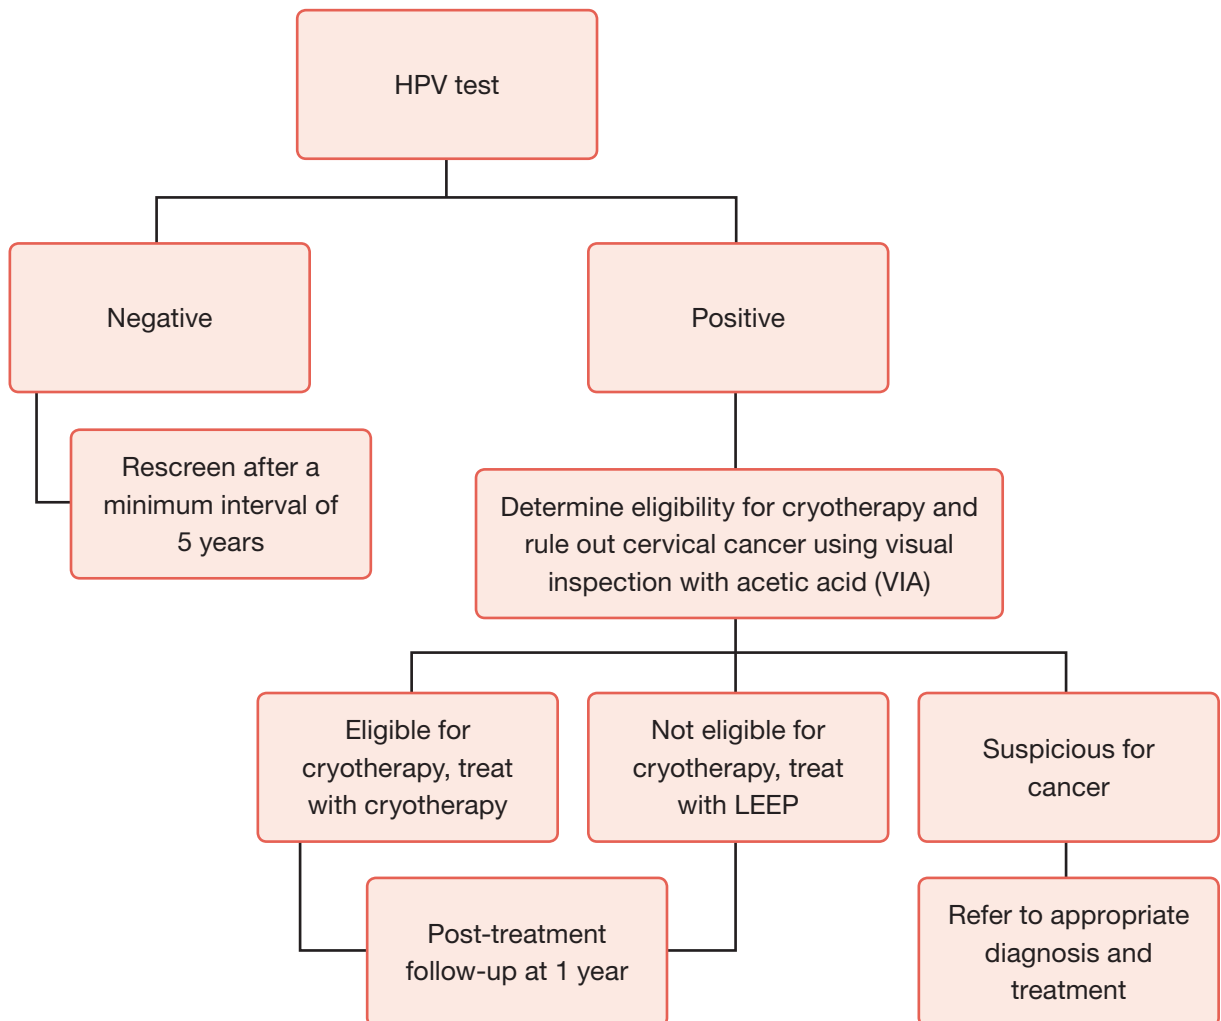 HPV test
Negative
Positive
Rescreen after a
minimum interval of
5 years
Determine eligibility for cryotherapy and
rule out cervical cancer using visual
inspection with acetic acid (VIA)
Eligible for
cryotherapy, treat
with cryotherapy
Not eligible for
cryotherapy, treat
with LEEP
Suspicious for
cancer
Post-treatment
follow-up at 1 year
Refer to appropriate
diagnosis and
treatment